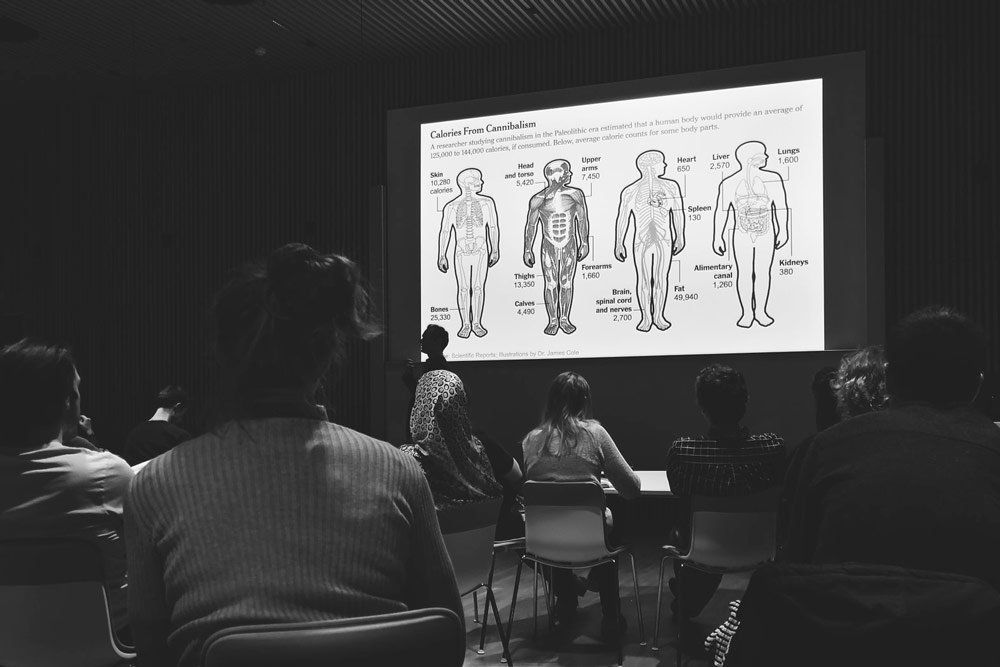 Calories From Cannibalism
A researcher studying cannibalism in the Paleolithic era estimated that a human body would provide an average of
125,000 to 144,000 calories, if consumed. Below, average calorie counts for some body parts.
Skin
10,280
calories
Bones
25,330
Head
and torso
5,420
Upper
arms
7,450
Thighs
13,350
Forearms
1,660
Calves
4,490
Heart
650
Spleen
130
Brain,
spinal cord
and nerves
2,700
Fat
49,940
Liver
2,570
Lungs
1,600
Alimentary
canal
1,260
Kidneys
380
Scientific Reports; Illustrations by Dr. James Cole